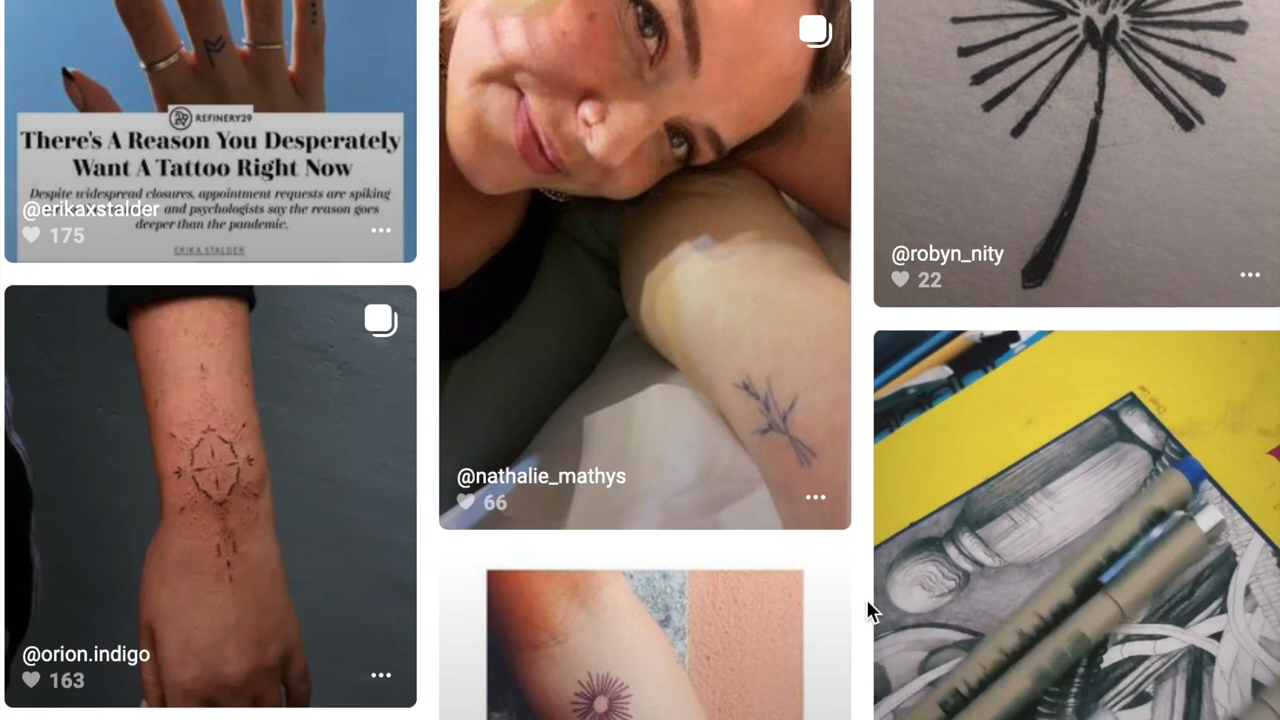 REFINERY29
There's A Reason You Desperately
Want A Tattoo Right Now
Despite widespread closures, appointment requests are spiking
@erikaxstalder and psychologists say the reason goes
deeper than the pandemic.
175
ERIKA STALDER
@orion.indigo
163
@nathalie_mathys
66
@robyn_nity
22